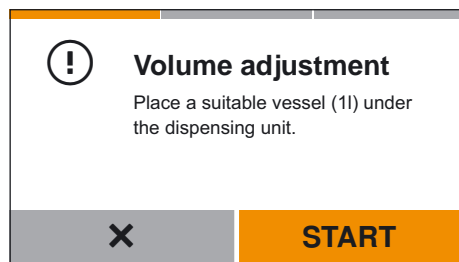 Volume adjustment
Place a suitable vessel (1l) under
the dispensing unit.
START